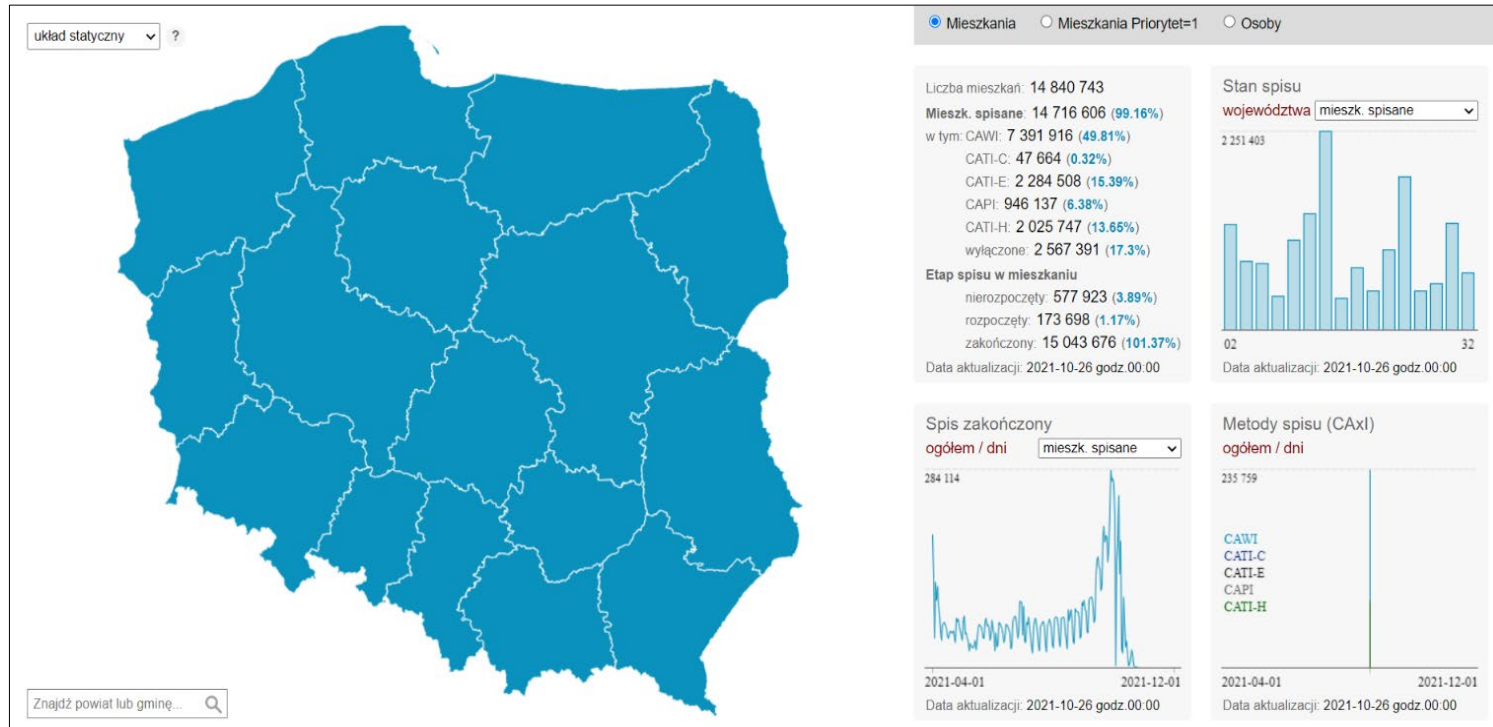 układ statyczny ?
Mieszkania Mieszkania Priorytet=1 Osoby
Liczba mieszkań: 14 840 743
Mieszk. spisane: 14 716 606 (99.16%)
w tym: CAWI: 7 391 916 (49.81%)
CATI-C: 47 664 (0.32%)
CATI-E: 2 284 508 (15.39%)
CAPI: 946 137 (6.38%)
CATI-H: 2 025 747 (13.65%)
wyłączone: 2 567 391 (17.3%)
Etap spisu w mieszkaniu
nierozpoczęty: 577 923 (3.89%)
rozpoczęty: 173 698 (1.17%)
zakończony: 15 043 676 (101.37%)
Data aktualizacji: 2021-10-26 godz.00:00
Stan spisu
województwa mieszk. spisane
2 251 403
02 32
Data aktualizacji: 2021-10-26 godz.00:00
Spis zakończony
ogółem / dni mieszk. spisane
284 114
2021-04-01 2021-12-01
Data aktualizacji: 2021-10-26 godz.00:00
Metody spisu (CAxI)
ogółem / dni
235 759
CAWI
CATI-C
CATI-E
CAPI
CATI-H
2021-04-01 2021-12-01
Data aktualizacji: 2021-10-26 godz.00:00
Znajdź powiat lub gminę...